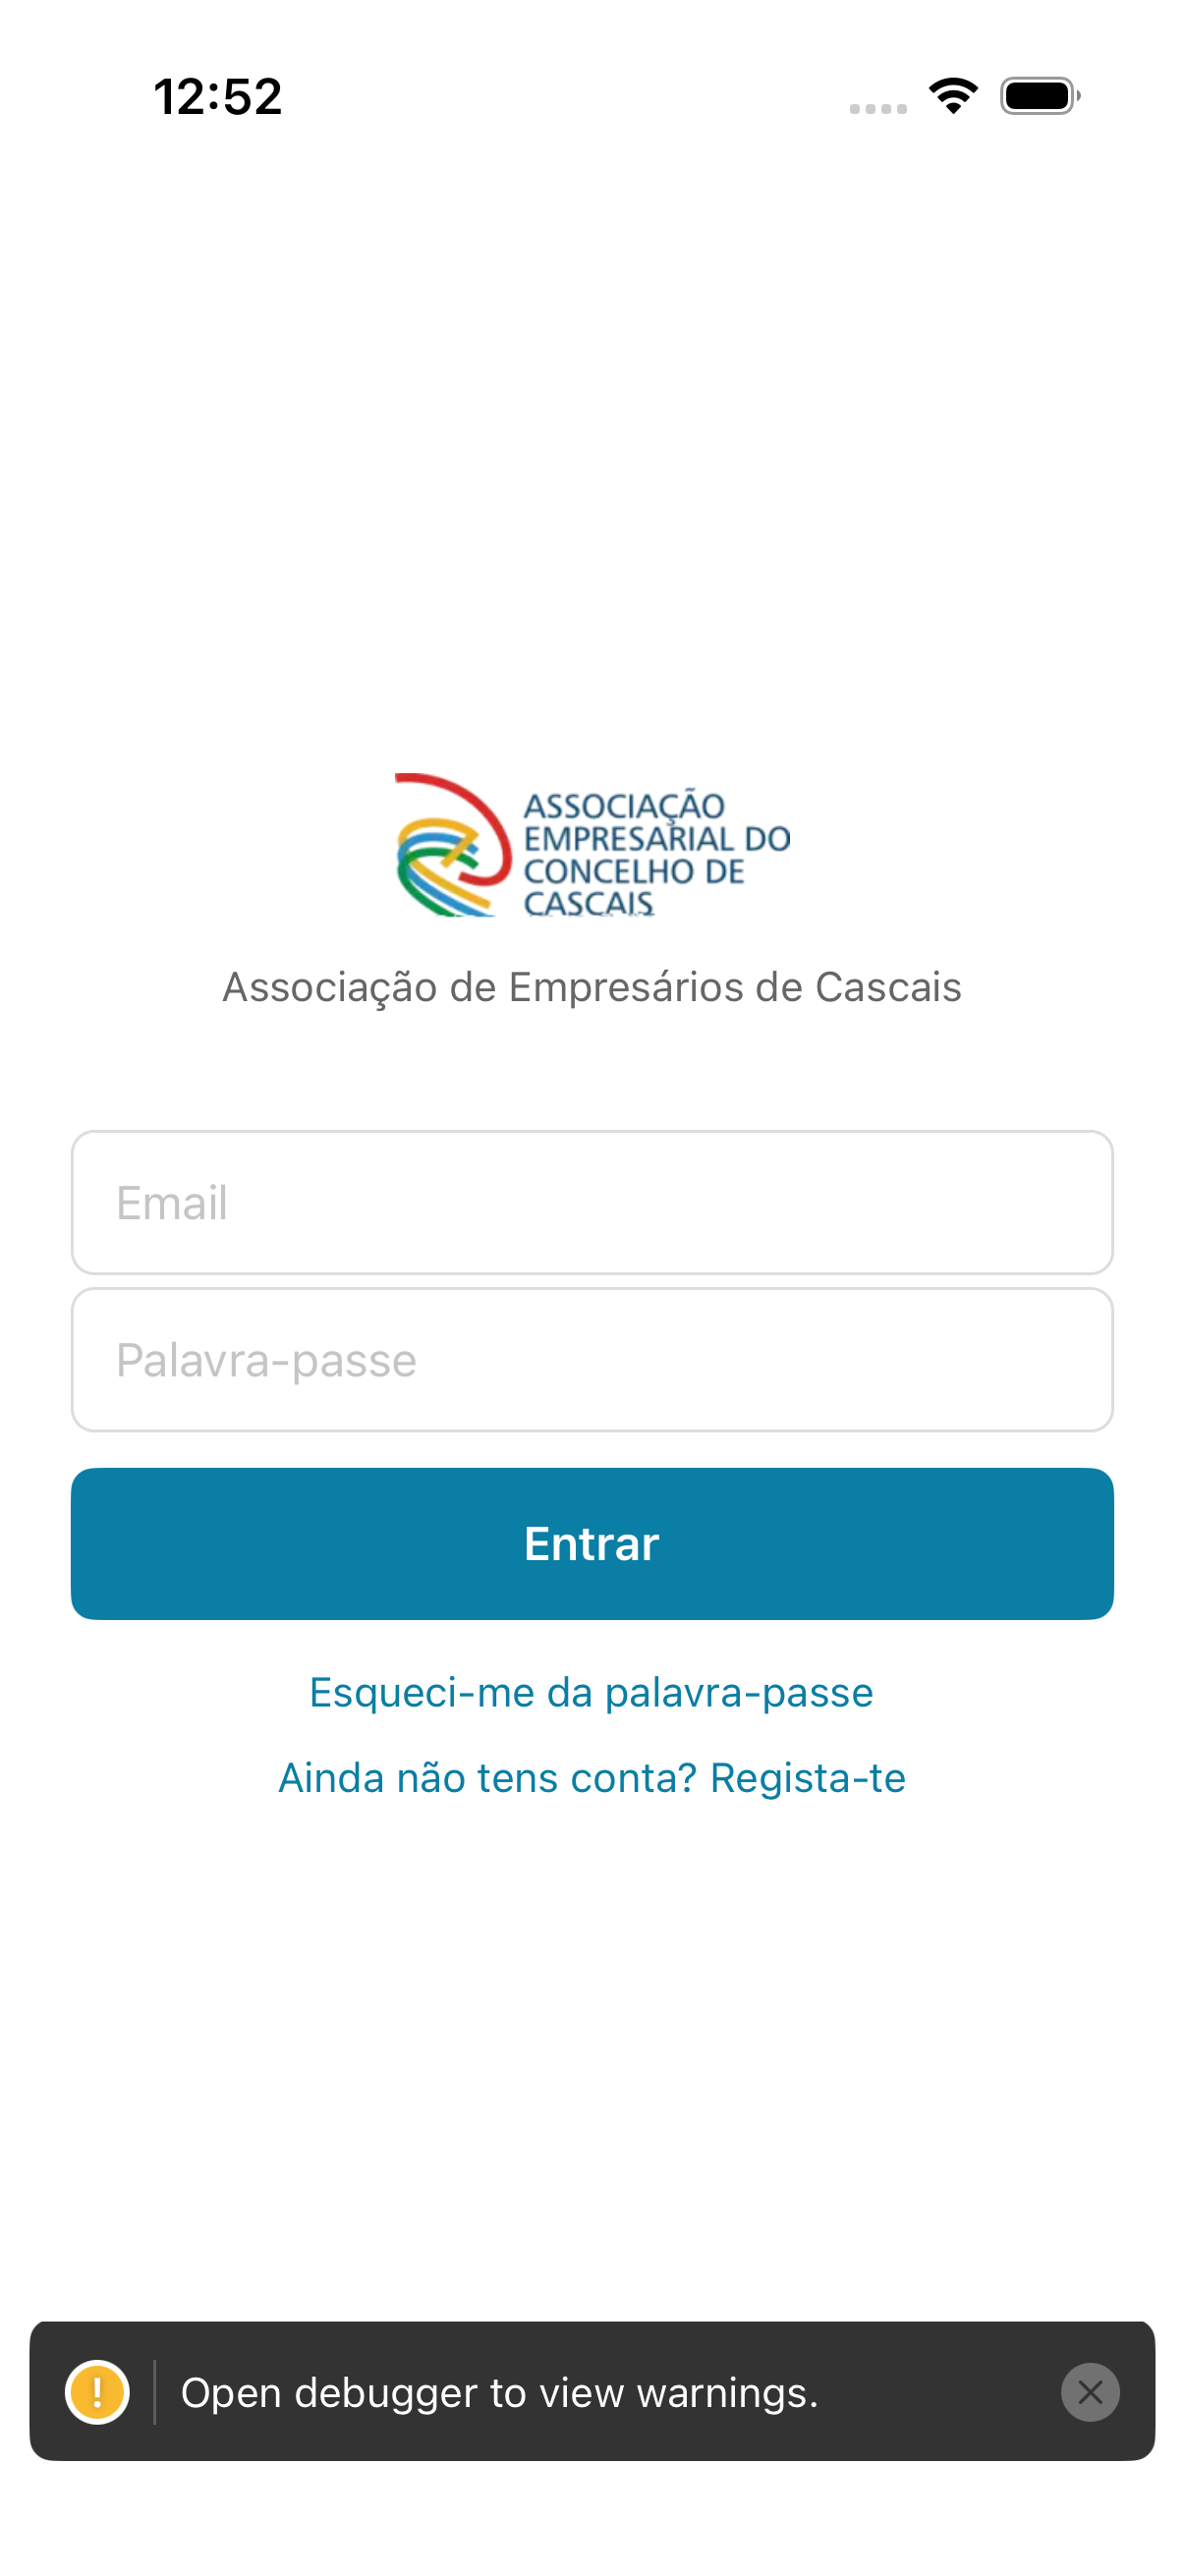 12:52
ASSOCIAÇÃO
EMPRESARIAL DO
CONCELHO DE
CASCAIS
Associação de Empresários de Cascais
Email
Palavra-passe
Entrar
Esqueci-me da palavra-passe
Ainda não tens conta? Regista-te
! Open debugger to view warnings.